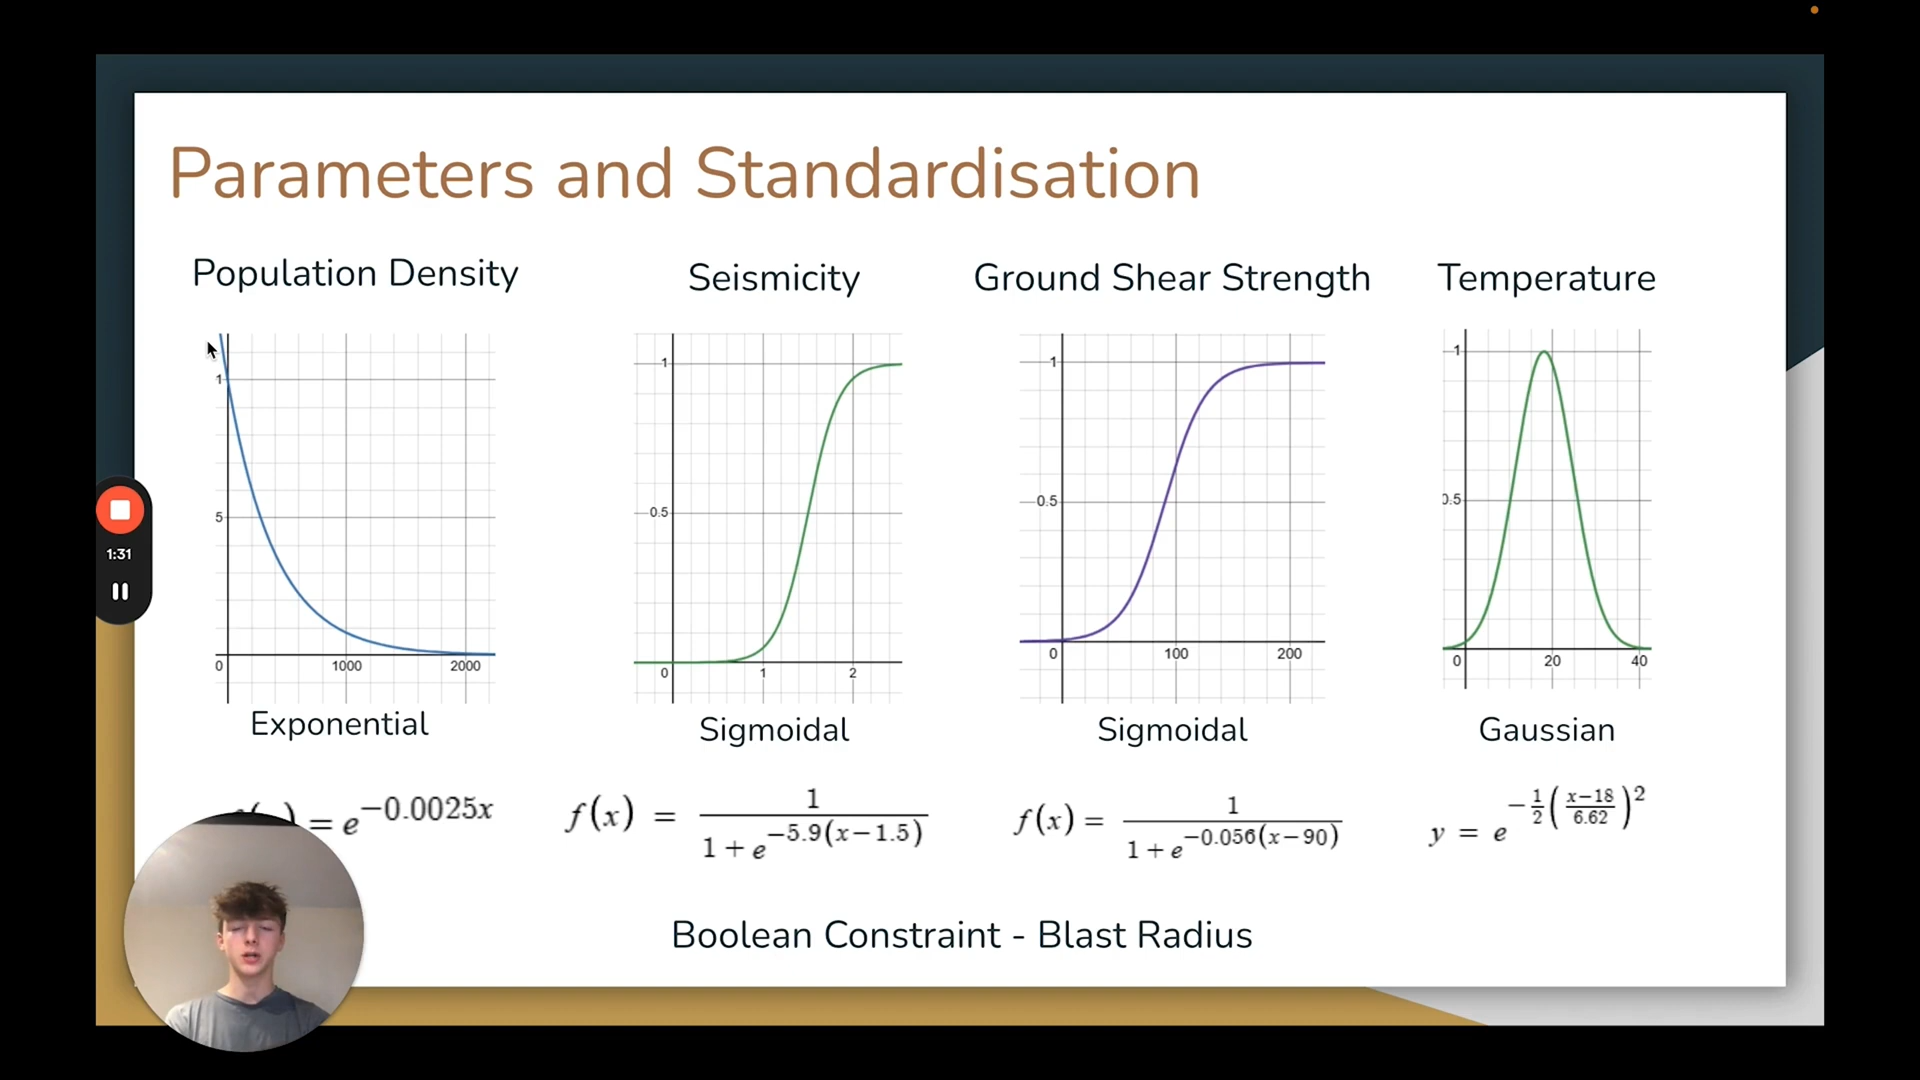 Parameters and Standardisation
Population Density
Seismicity
Ground Shear Strength
Temperature
1
5
0 1000 2000
1
0.5
0 1 2
1
0.5
0 100 200
1
0.5
0 20 40
1:31
Exponential
Sigmoidal
Sigmoidal
Gaussian
= e^{-0.0025x}
f(x) = \frac{1}{1+e^{-5.9(x-1.5)}}
f(x) = \frac{1}{1+e^{-0.056(x-90)}}
y = e^{-\frac{1}{2}\left(\frac{x-18}{6.62}\right)^2}
Boolean Constraint - Blast Radius